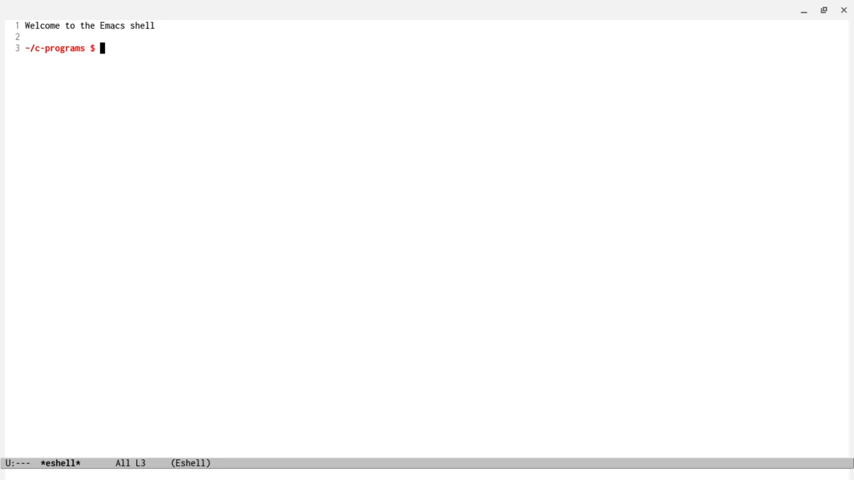 1 Welcome to the Emacs shell
2
3 ~/c-programs $
U:--- *eshell* All L3 (Eshell)